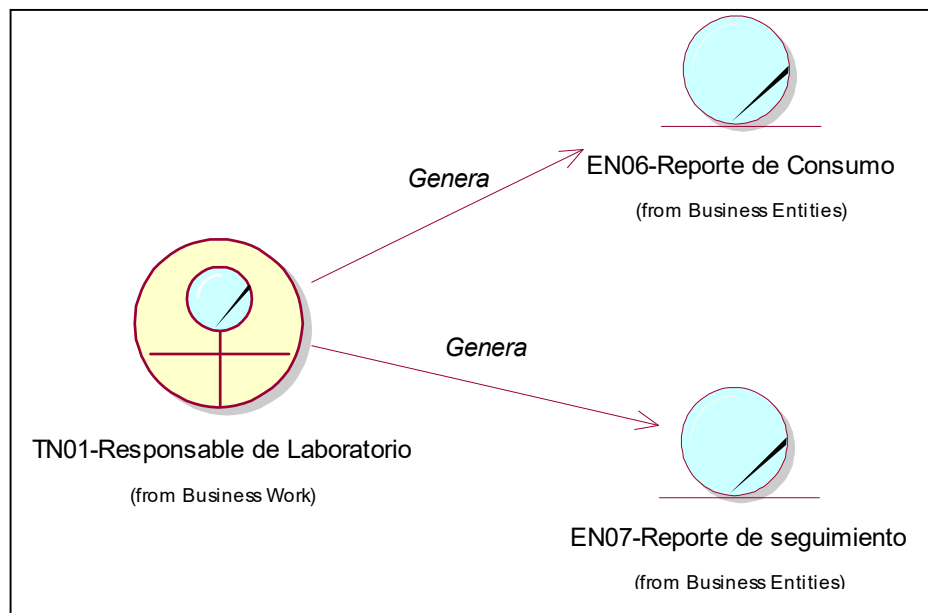 EN06-Reporte de Consumo
(from Business Entities)
Genera
Genera
TN01-Responsable de Laboratorio
(from Business Work)
EN07-Reporte de seguimiento
(from Business Entities)